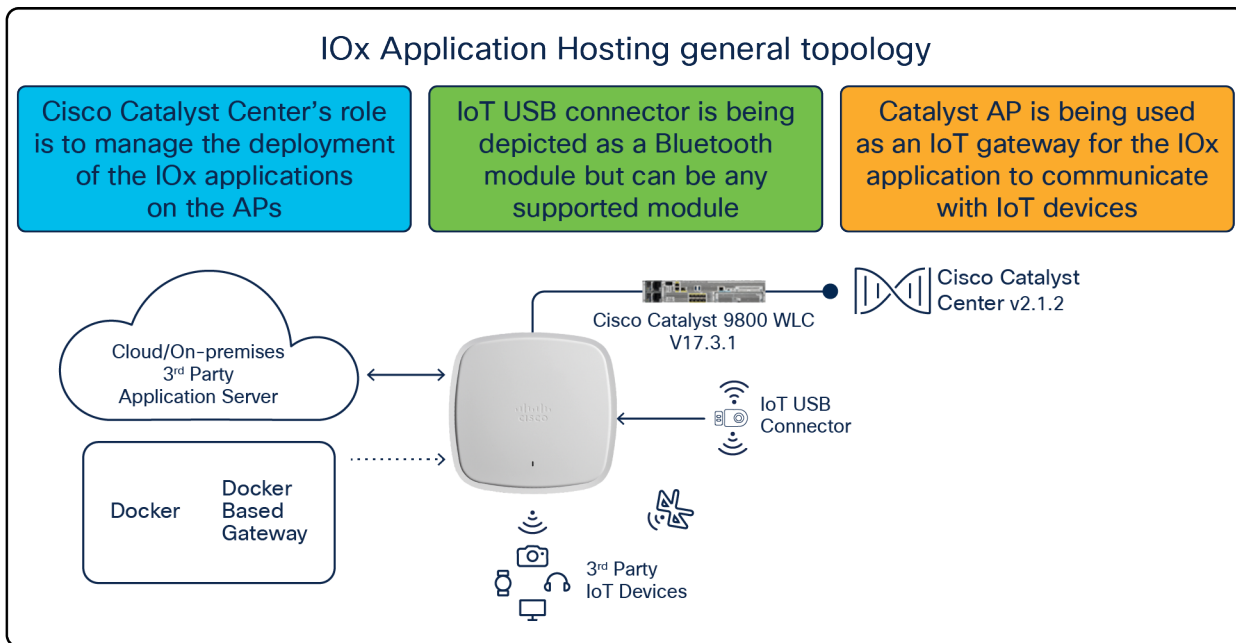 IOx Application Hosting general topology
Cisco Catalyst Center's role
is to manage the deployment
of the IOx applications
on the APs
IoT USB connector is being
depicted as a Bluetooth
module but can be any
supported module
Catalyst AP is being used
as an IoT gateway for the IOx
application to communicate
with IoT devices
Cloud/On-premises
3rd Party
Application Server
Cisco Catalyst 9800 WLC
V17.3.1
Cisco Catalyst
Center v2.1.2
CISCO
IoT USB
Connector
Docker
Docker
Based
Gateway
3rd Party
IoT Devices